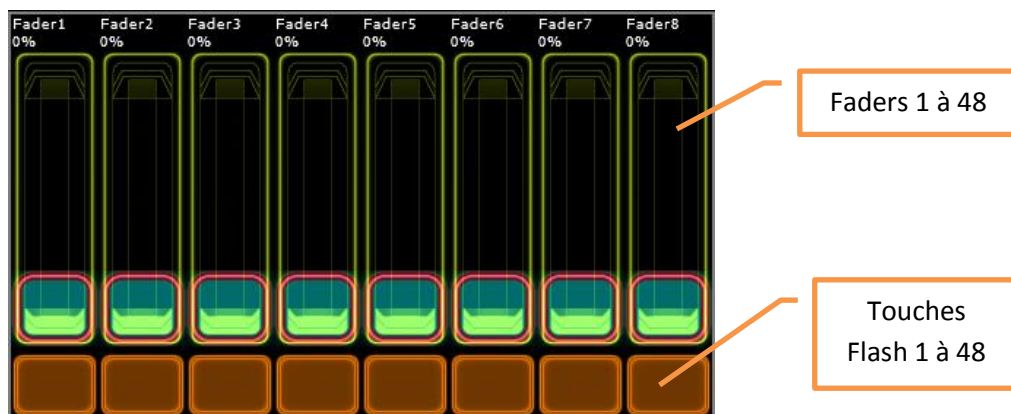 Fader1 Fader2 Fader3 Fader4 Fader5 Fader6 Fader7 Fader8
0% 0% 0% 0% 0% 0% 0% 0%
Faders 1 à 48
Touches
Flash 1 à 48